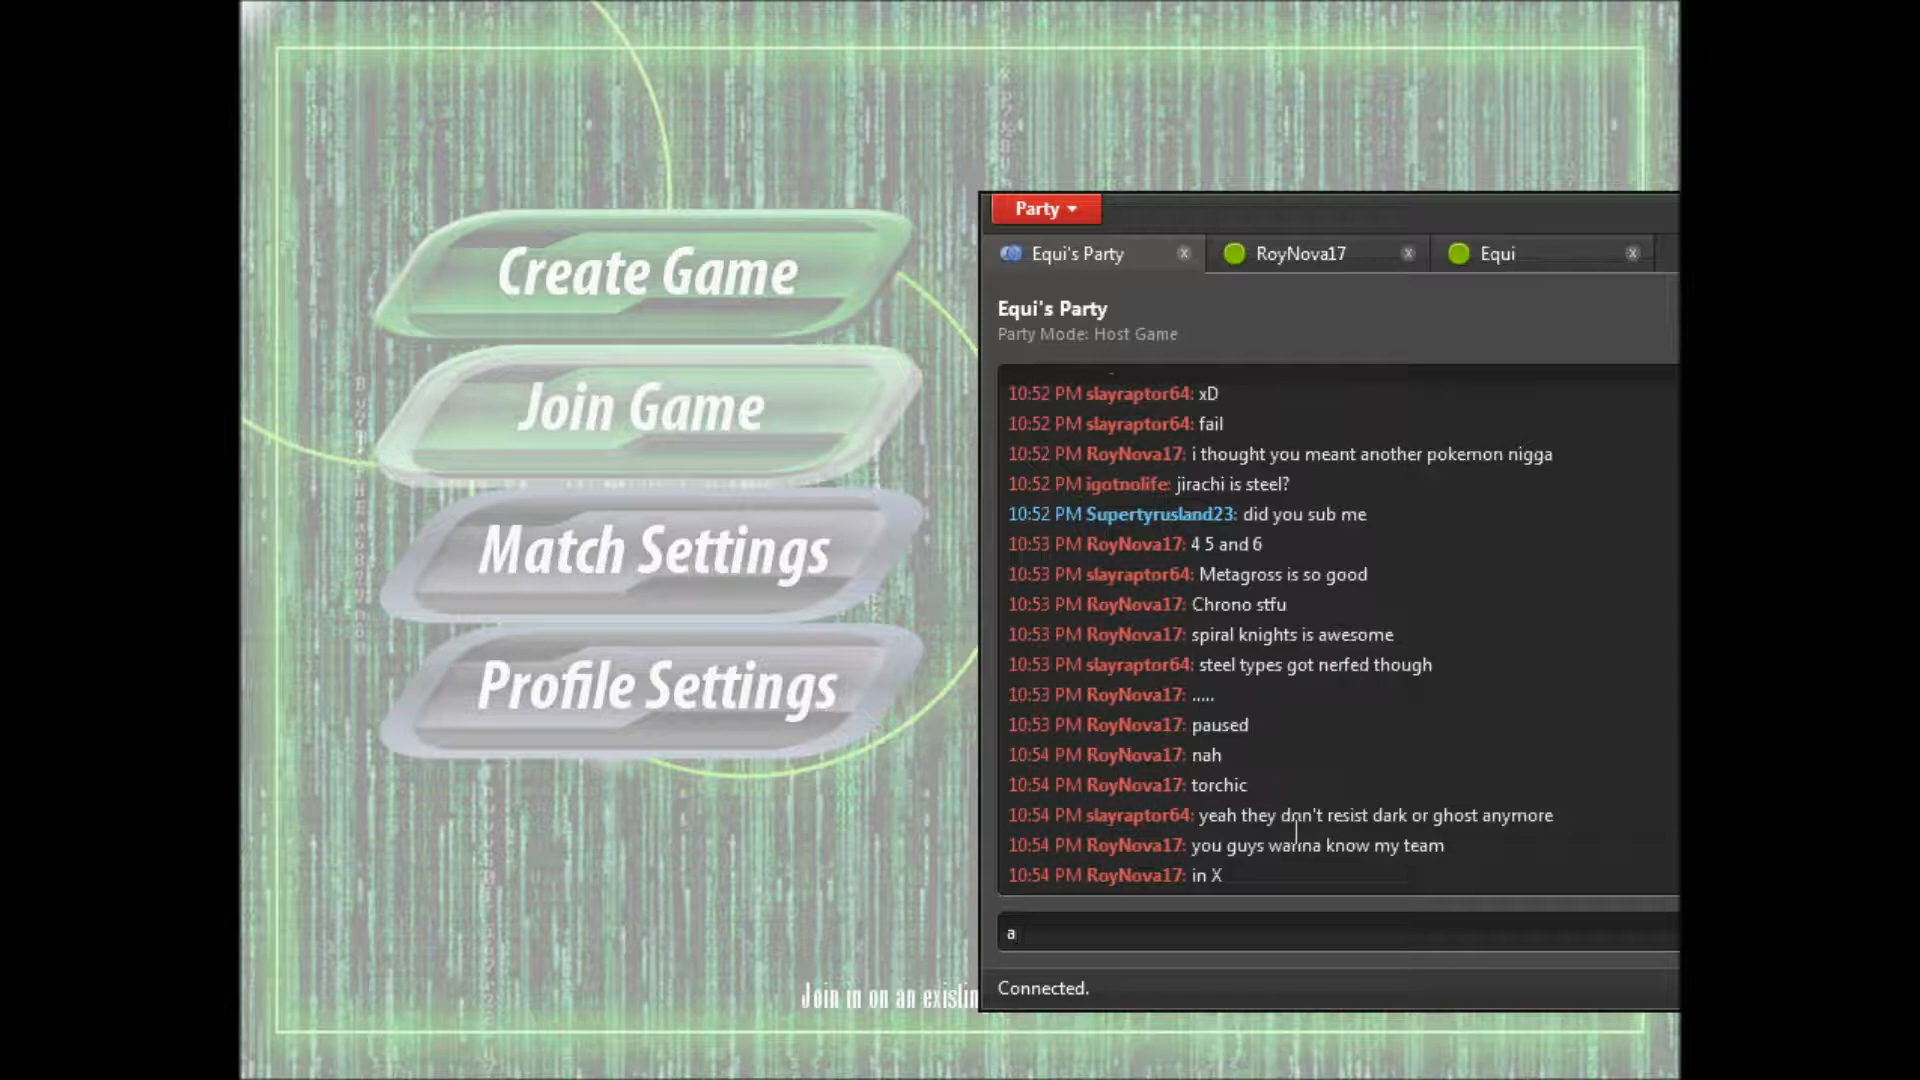 Create Game
Join Game
Match Settings
Profile Settings
Join in on an existin
Party
Equi's Party
RoyNova17
Equi
Equi's Party
Party Mode: Host Game
10:52 PM slayraptor64: xD
10:52 PM slayraptor64: fail
10:52 PM RoyNova17: i thought you meant another pokemon nigga
10:52 PM igotnolife: jirachi is steel?
10:52 PM Supertyrusland23: did you sub me
10:53 PM RoyNova17: 4 5 and 6
10:53 PM slayraptor64: Metagross is so good
10:53 PM RoyNova17: Chrono stfu
10:53 PM RoyNova17: spiral knights is awesome
10:53 PM slayraptor64: steel types got nerfed though
10:53 PM RoyNova17: .....
10:53 PM RoyNova17: paused
10:54 PM RoyNova17: nah
10:54 PM RoyNova17: torchic
10:54 PM slayraptor64: yeah they don't resist dark or ghost anymore
10:54 PM RoyNova17: you guys wanna know my team
10:54 PM RoyNova17: in X
a
Connected.